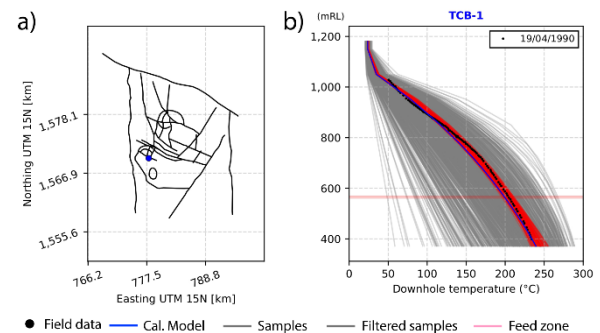 a)
b)
(mRL)
TCB-1
19/04/1990
1,200
1,000
800
600
400
0 50 100 150 200 250 300
Downhole temperature (°C)
Northing UTM 15N [km]
1,578.1
1,566.9
1,555.6
766.2 777.5 788.8
Easting UTM 15N [km]
Field data Cal. Model Samples Filtered samples Feed zone